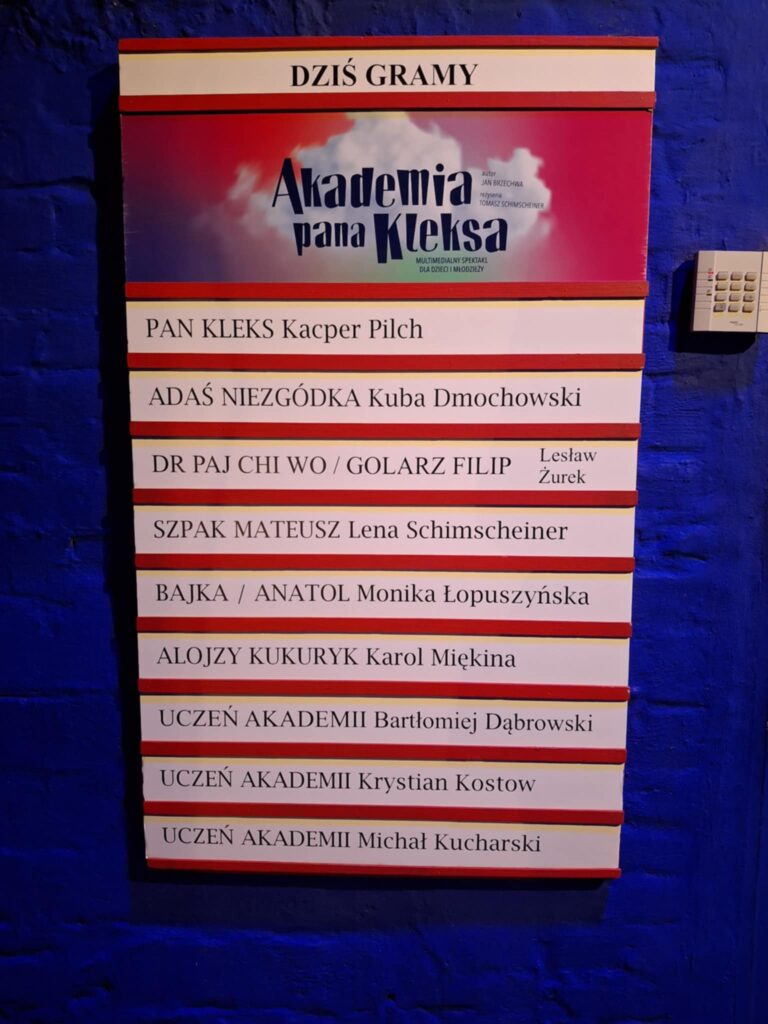 DZIŚ GRAMY
Akademia
pana Kleksa
autor
JAN BRZECHWA
reżyseria
TOMASZ SCHIMSCHEINER
MULTIMEDIALNY SPEKTAKL
DLA DZIECI I MŁODZIEŻY
PAN KLEKS Kacper Pilch
ADAŚ NIEZGÓDKA Kuba Dmochowski
DR PAJ CHI WO / GOLARZ FILIP Lesław
Żurek
SZPAK MATEUSZ Lena Schimscheiner
BAJKA / ANATOL Monika Łopuszyńska
ALOJZY KUKURYK Karol Miękina
UCZEŃ AKADEMII Bartłomiej Dąbrowski
UCZEŃ AKADEMII Krystian Kostow
UCZEŃ AKADEMII Michał Kucharski